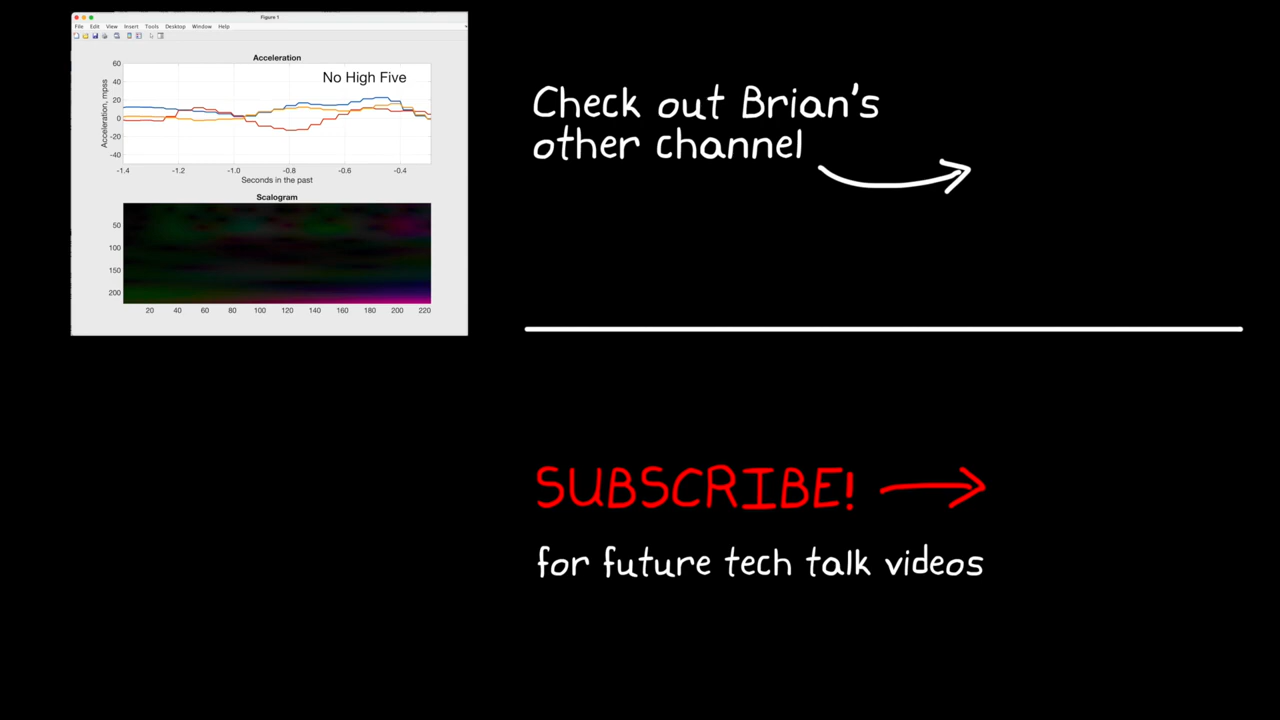 Figure 1
File Edit View Insert Tools Desktop Window Help
Acceleration
No High Five
60
40
20
0
-20
-40
Acceleration, mpss
-1.4 -1.2 -1.0 -0.8 -0.6 -0.4
Seconds in the past
Scalogram
50
100
150
200
20 40 60 80 100 120 140 160 180 200 220
Check out Brian's
other channel
SUBSCRIBE!
for future tech talk videos